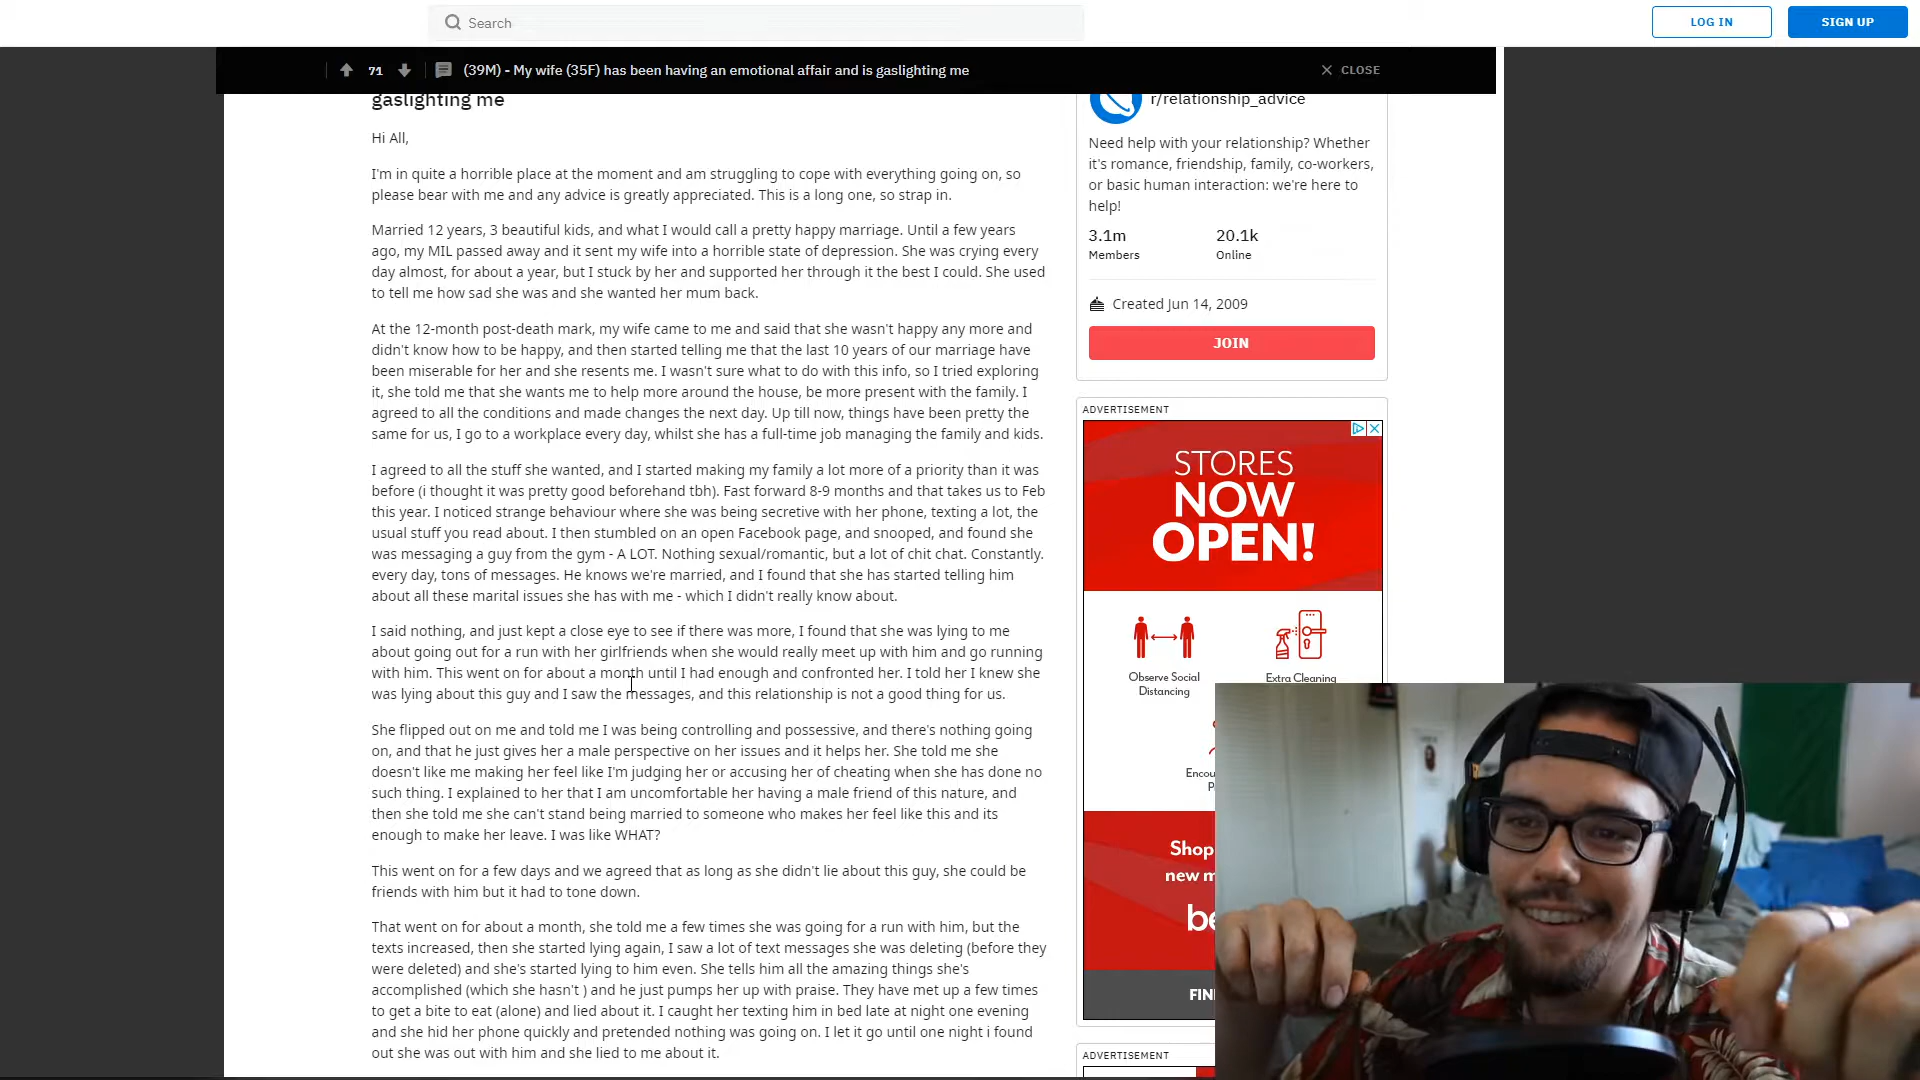 Search
LOG IN
SIGN UP
71
(39M) - My wife (35F) has been having an emotional affair and is gaslighting me
CLOSE
gaslighting me
Hi All,
I'm in quite a horrible place at the moment and am struggling to cope with everything going on, so
please bear with me and any advice is greatly appreciated. This is a long one, so strap in.
Married 12 years, 3 beautiful kids, and what I would call a pretty happy marriage. Until a few years
ago, my MIL passed away and it sent my wife into a horrible state of depression. She was crying every
day almost, for about a year, but I stuck by her and supported her through it the best I could. She used
to tell me how sad she was and she wanted her mum back.
At the 12-month post-death mark, my wife came to me and said that she wasn't happy any more and
didn't know how to be happy, and then started telling me that the last 10 years of our marriage have
been miserable for her and she resents me. I wasn't sure what to do with this info, so I tried exploring
it, she told me that she wants me to help more around the house, be more present with the family. I
agreed to all the conditions and made changes the next day. Up till now, things have been pretty the
same for us, I go to a workplace every day, whilst she has a full-time job managing the family and kids.
I agreed to all the stuff she wanted, and I started making my family a lot more of a priority than it was
before (i thought it was pretty good beforehand tbh). Fast forward 8-9 months and that takes us to Feb
this year. I noticed strange behaviour where she was being secretive with her phone, texting a lot, the
usual stuff you read about. I then stumbled on an open Facebook page, and snooped, and found she
was messaging a guy from the gym - A LOT. Nothing sexual/romantic, but a lot of chit chat. Constantly.
every day, tons of messages. He knows we're married, and I found that she has started telling him
about all these marital issues she has with me - which I didn't really know about.
I said nothing, and just kept a close eye to see if there was more, I found that she was lying to me
about going out for a run with her girlfriends when she would really meet up with him and go running
with him. This went on for about a month until I had enough and confronted her. I told her I knew she
was lying about this guy and I saw the messages, and this relationship is not a good thing for us.
She flipped out on me and told me I was being controlling and possessive, and there's nothing going
on, and that he just gives her a male perspective on her issues and it helps her. She told me she
doesn't like me making her feel like I'm judging her or accusing her of cheating when she has done no
such thing. I explained to her that I am uncomfortable her having a male friend of this nature, and
then she told me she can't stand being married to someone who makes her feel like this and its
enough to make her leave. I was like WHAT?
This went on for a few days and we agreed that as long as she didn't lie about this guy, she could be
friends with him but it had to tone down.
That went on for about a month, she told me a few times she was going for a run with him, but the
texts increased, then she started lying again, I saw a lot of text messages she was deleting (before they
were deleted) and she's started lying to him even. She tells him all the amazing things she's
accomplished (which she hasn't ) and he just pumps her up with praise. They have met up a few times
to get a bite to eat (alone) and lied about it. I caught her texting him in bed late at night one evening
and she hid her phone quickly and pretended nothing was going on. I let it go until one night i found
out she was out with him and she lied to me about it.
r/relationship_advice
Need help with your relationship? Whether
it's romance, friendship, family, co-workers,
or basic human interaction: we're here to
help!
3.1m
20.1k
Members
Online
Created Jun 14, 2009
JOIN
ADVERTISEMENT
STORES
NOW
OPEN!
Observe Social
Distancing
Extra Cleaning
Encou
P
Shop
new m
be
FIN
ADVERTISEMENT